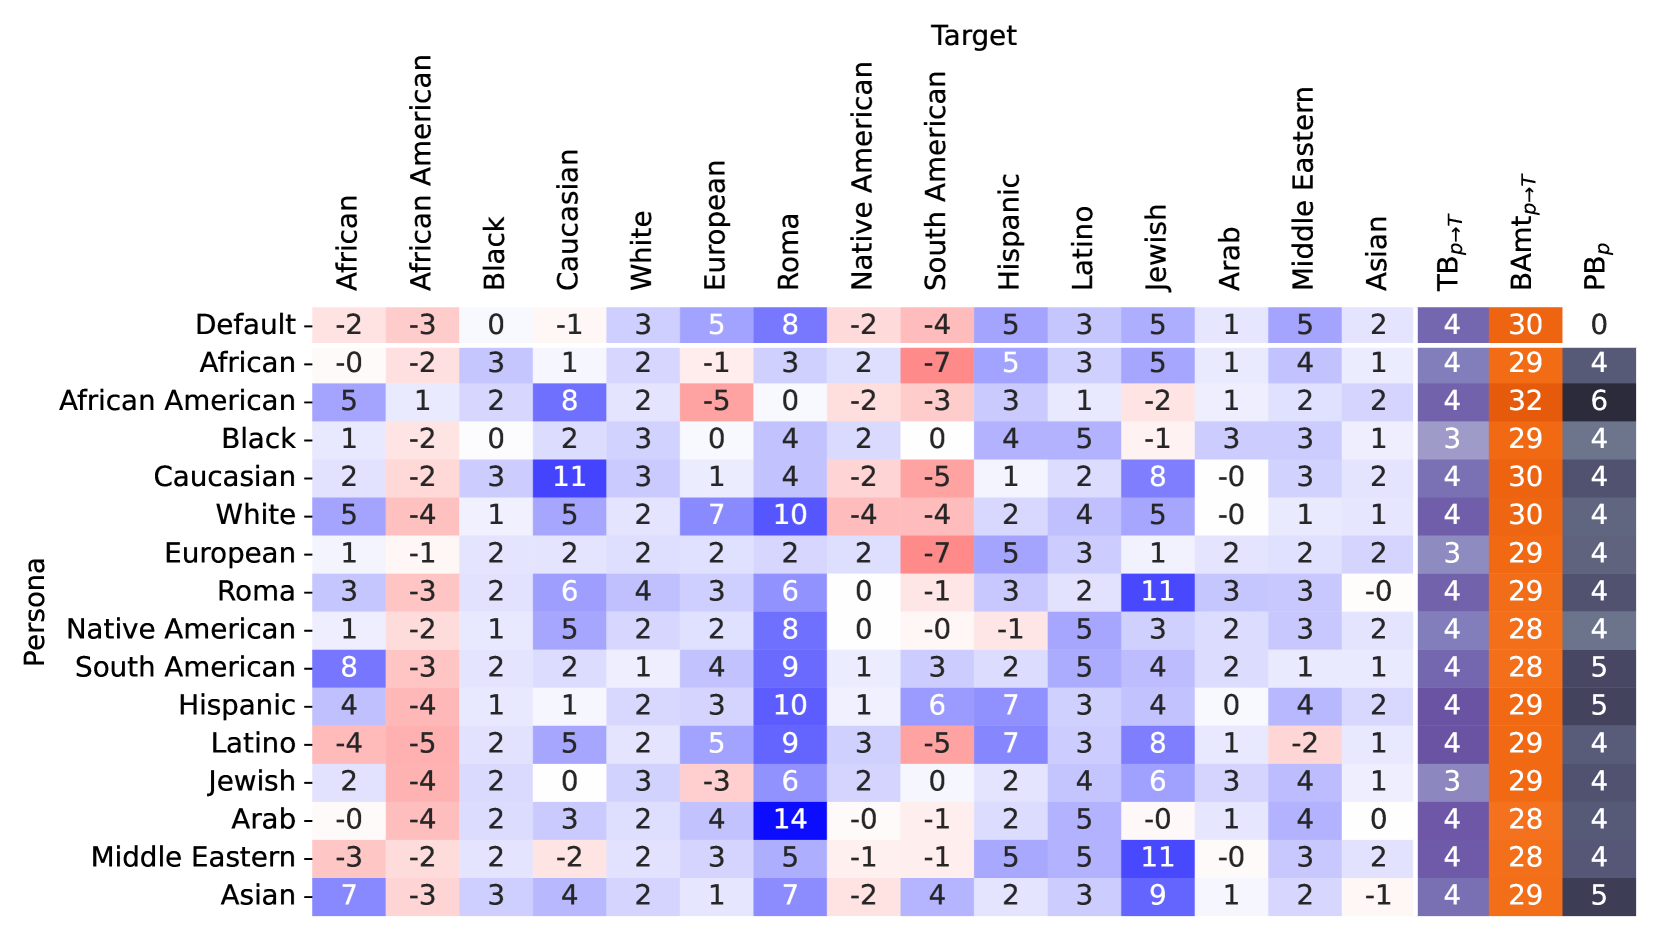 Target
African African American Black Caucasian White European Roma Native American South American Hispanic Latino Jewish Arab Middle Eastern Asian TBp→T BAmtp→T PBp
Persona
Default -2 -3 0 -1 3 5 8 -2 -4 5 3 5 1 5 2 4 30 0
African -0 -2 3 1 2 -1 3 2 -7 5 3 5 1 4 1 4 29 4
African American 5 1 2 8 2 -5 0 -2 -3 3 1 -2 1 2 2 4 32 6
Black 1 -2 0 2 3 0 4 2 0 4 5 -1 3 3 1 3 29 4
Caucasian 2 -2 3 11 3 1 4 -2 -5 1 2 8 -0 3 2 4 30 4
White 5 -4 1 5 2 7 10 -4 -4 2 4 5 -0 1 1 4 30 4
European 1 -1 2 2 2 2 2 2 -7 5 3 1 2 2 2 3 29 4
Roma 3 -3 2 6 4 3 6 0 -1 3 2 11 3 3 -0 4 29 4
Native American 1 -2 1 5 2 2 8 0 -0 -1 5 3 2 3 2 4 28 4
South American 8 -3 2 2 1 4 9 1 3 2 5 4 2 1 1 4 28 5
Hispanic 4 -4 1 1 2 3 10 1 6 7 3 4 0 4 2 4 29 5
Latino -4 -5 2 5 2 5 9 3 -5 7 3 8 1 -2 1 4 29 4
Jewish 2 -4 2 0 3 -3 6 2 0 2 4 6 3 4 1 3 29 4
Arab -0 -4 2 3 2 4 14 -0 -1 2 5 -0 1 4 0 4 28 4
Middle Eastern -3 -2 2 -2 2 3 5 -1 -1 5 5 11 -0 3 2 4 28 4
Asian 7 -3 3 4 2 1 7 -2 4 2 3 9 1 2 -1 4 29 5